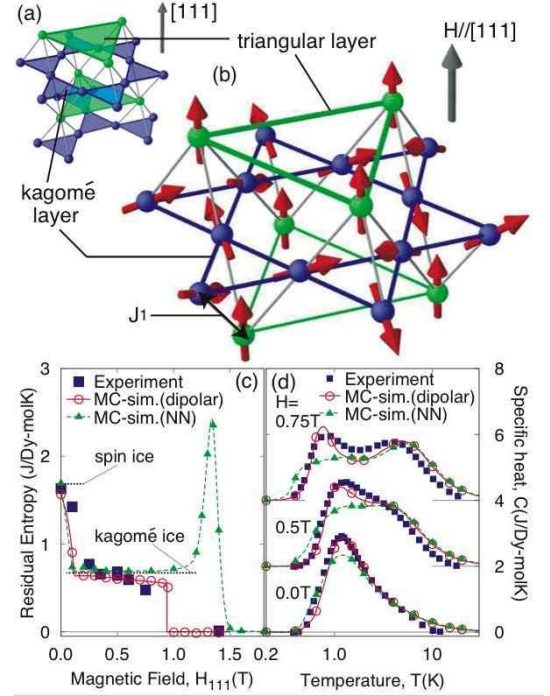 (a)
[111]
triangular layer
H//[111]
(b)
kagomé
layer
J1
Residual Entropy (J/Dy-molK)
3
2
1
0
Experiment
MC-sim.(dipolar)
MC-sim.(NN)
(c)
spin ice
kagomé ice
0.0
0.5
1.0
1.5
Magnetic Field, H111(T)
(d)
Experiment
MC-sim.(dipolar)
MC-sim.(NN)
H=
0.75T
0.5T
0.0T
0.2
1.0
10
Temperature, T(K)
8
6
4
2
0
Specific heat, C(J/Dy-molK)